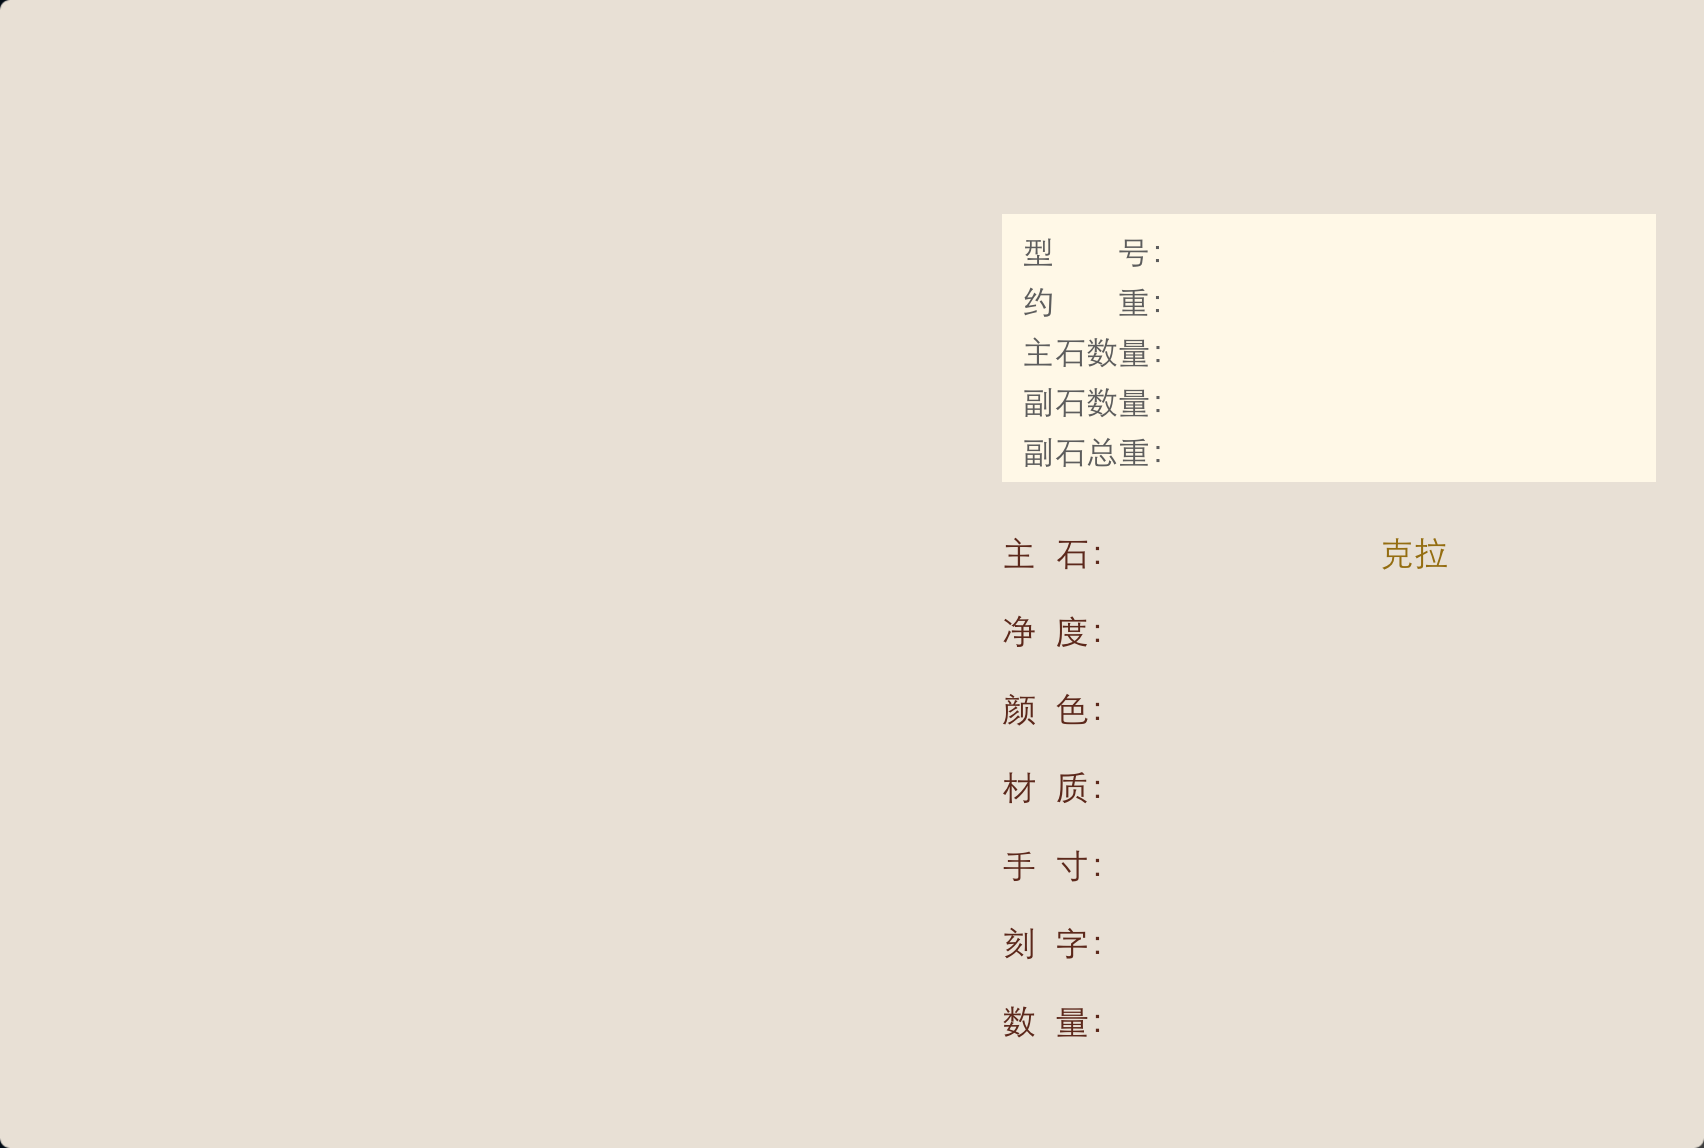 型 号:
约 重:
主石数量:
副石数量:
副石总重:
主 石: 克拉
净 度:
颜 色:
材 质:
手 寸:
刻 字:
数 量: